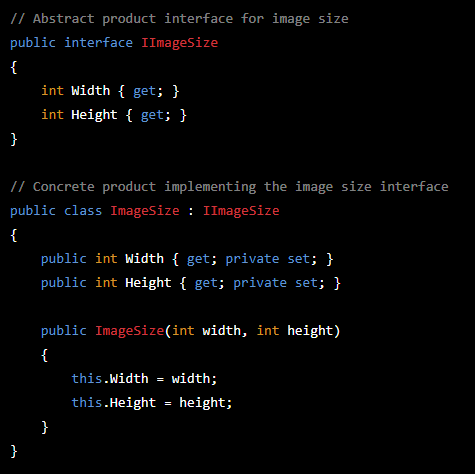 // Abstract product interface for image size
public interface IImageSize
{
    int Width { get; }
    int Height { get; }
}

// Concrete product implementing the image size interface
public class ImageSize : IImageSize
{
    public int Width { get; private set; }
    public int Height { get; private set; }

    public ImageSize(int width, int height)
    {
        this.Width = width;
        this.Height = height;
    }
}